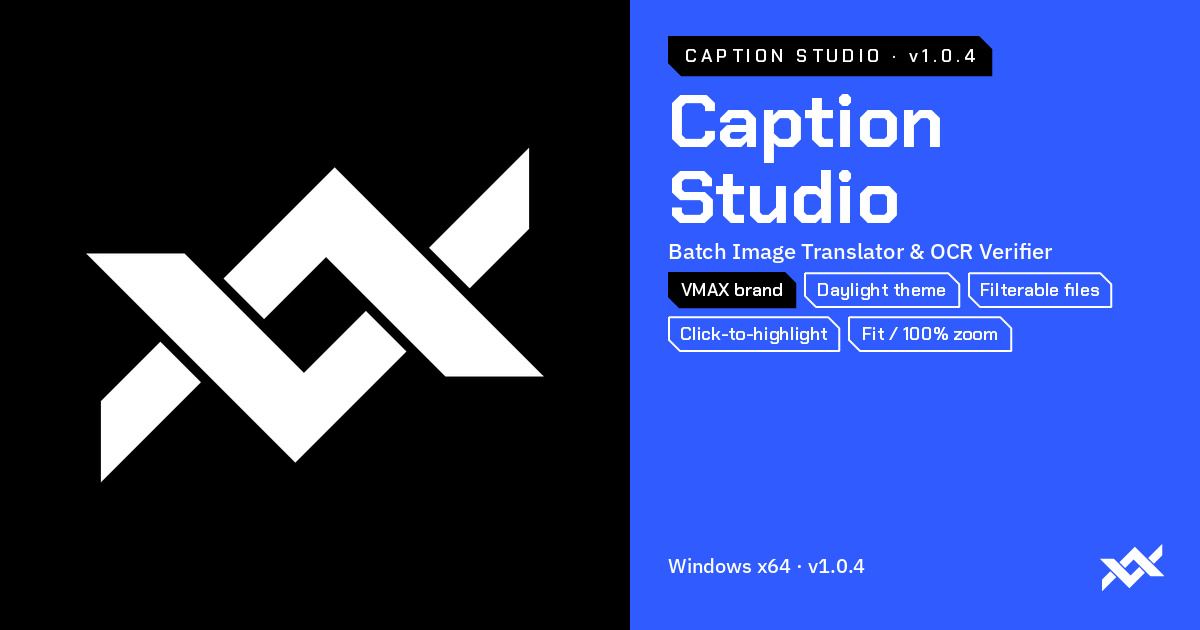 CAPTION STUDIO · v1.0.4
Caption
Studio
Batch Image Translator & OCR Verifier
VMAX brand Daylight theme Filterable files
Click-to-highlight Fit / 100% zoom
Windows x64 · v1.0.4